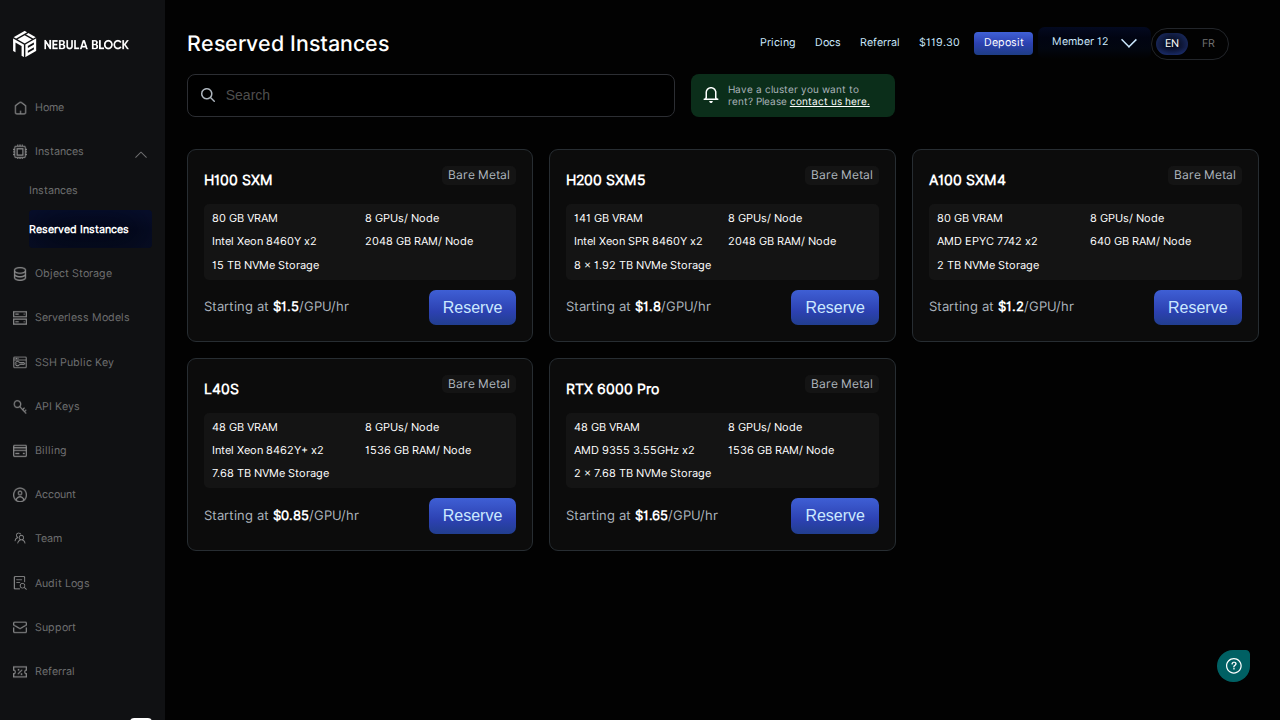 NEBULA BLOCK
Home
Instances
Instances
Reserved Instances
Object Storage
Serverless Models
SSH Public Key
API Keys
Billing
Account
Team
Audit Logs
Support
Referral
Reserved Instances
Pricing
Docs
Referral
$119.30
Deposit
Member 12
EN
FR
Search
Have a cluster you want to
rent? Please contact us here.
H100 SXM
Bare Metal
80 GB VRAM
8 GPUs/ Node
Intel Xeon 8460Y x2
2048 GB RAM/ Node
15 TB NVMe Storage
Starting at $1.5/GPU/hr
Reserve
H200 SXM5
Bare Metal
141 GB VRAM
8 GPUs/ Node
Intel Xeon SPR 8460Y x2
2048 GB RAM/ Node
8 × 1.92 TB NVMe Storage
Starting at $1.8/GPU/hr
Reserve
A100 SXM4
Bare Metal
80 GB VRAM
8 GPUs/ Node
AMD EPYC 7742 x2
640 GB RAM/ Node
2 TB NVMe Storage
Starting at $1.2/GPU/hr
Reserve
L40S
Bare Metal
48 GB VRAM
8 GPUs/ Node
Intel Xeon 8462Y+ x2
1536 GB RAM/ Node
7.68 TB NVMe Storage
Starting at $0.85/GPU/hr
Reserve
RTX 6000 Pro
Bare Metal
48 GB VRAM
8 GPUs/ Node
AMD 9355 3.55GHz x2
1536 GB RAM/ Node
2 × 7.68 TB NVMe Storage
Starting at $1.65/GPU/hr
Reserve